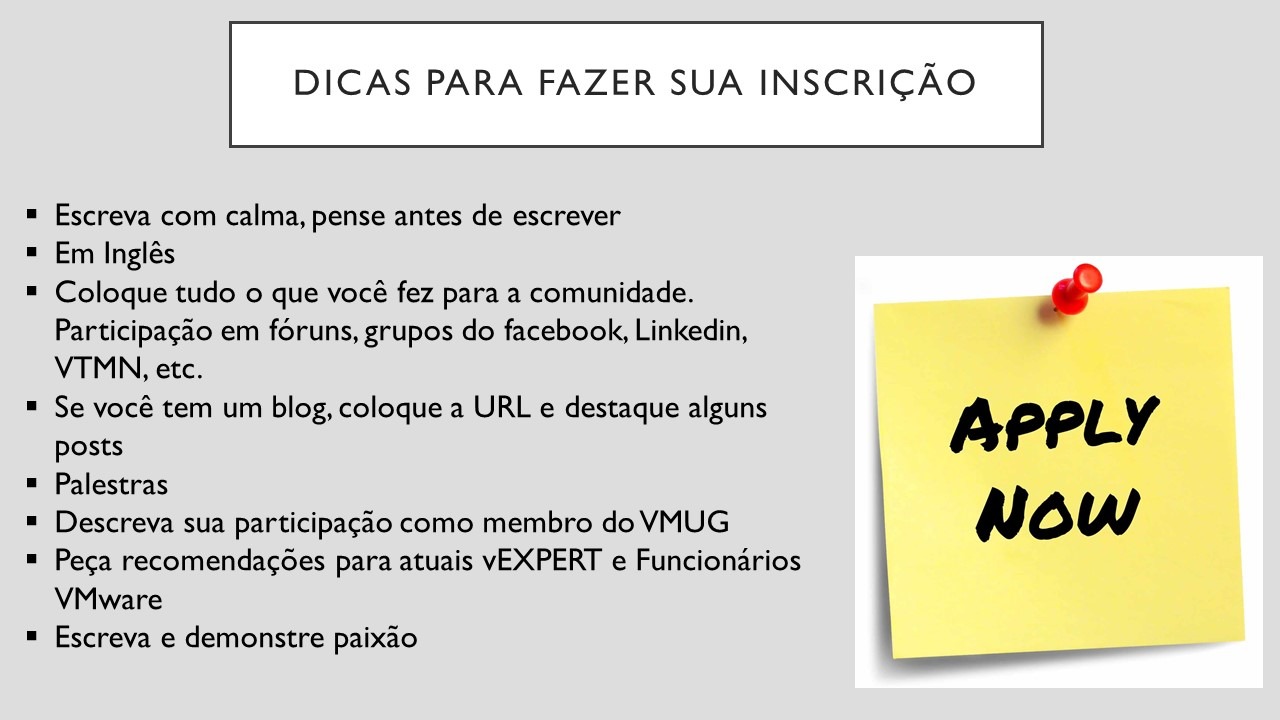 DICAS PARA FAZER SUA INSCRIÇÃO
▪ Escreva com calma, pense antes de escrever
▪ Em Inglês
▪ Coloque tudo o que você fez para a comunidade.
Participação em fóruns, grupos do facebook, Linkedin,
VTMN, etc.
▪ Se você tem um blog, coloque a URL e destaque alguns
posts
▪ Palestras
▪ Descreva sua participação como membro do VMUG
▪ Peça recomendações para atuais vEXPERT e Funcionários
VMware
▪ Escreva e demonstre paixão
APPLY
NOW